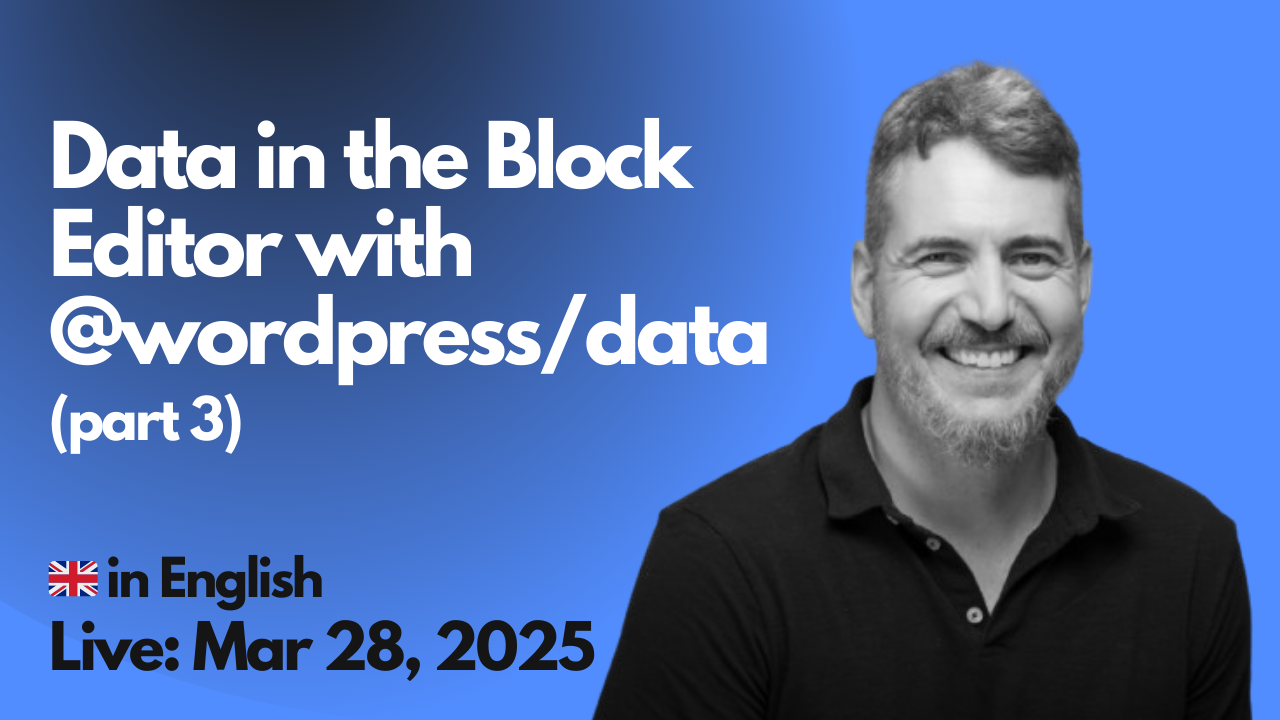 Data in the Block
Editor with
@wordpress/data
(part 3)
in English
Live: Mar 28, 2025